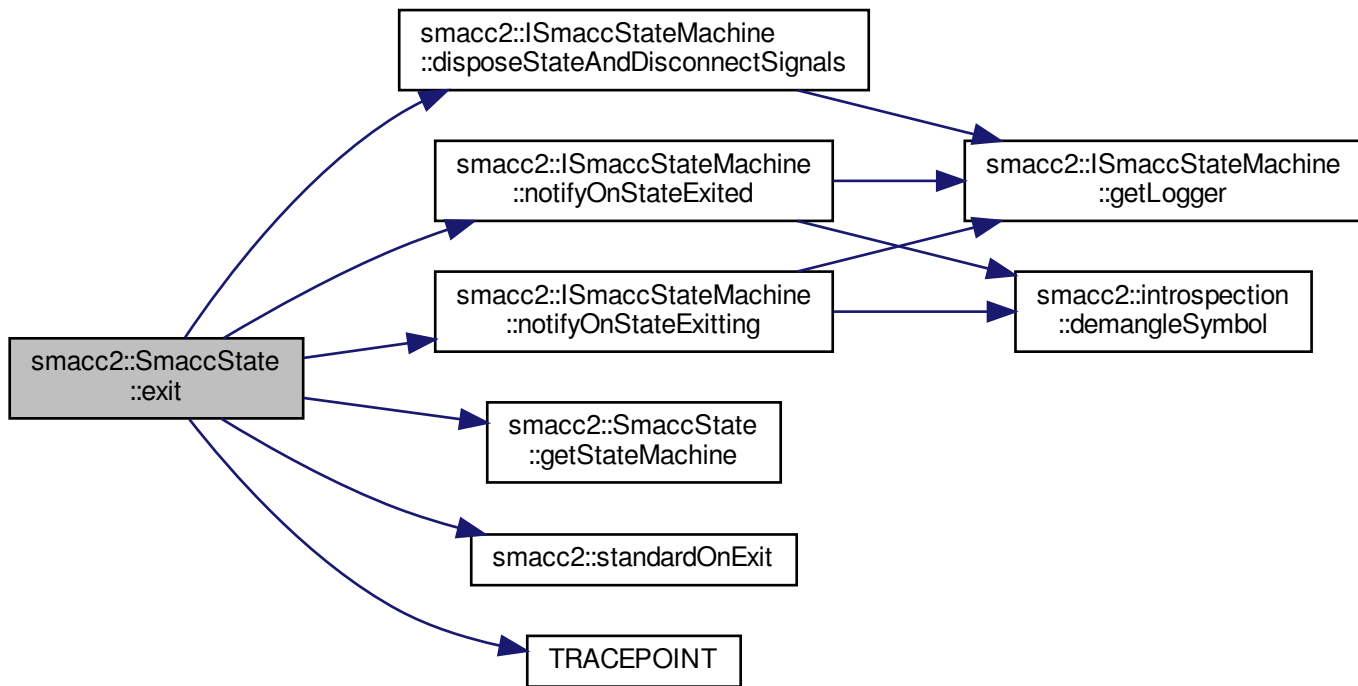 smacc2::ISmaccStateMachine
::disposeStateAndDisconnectSignals
smacc2::ISmaccStateMachine
::notifyOnStateExited
smacc2::ISmaccStateMachine
::getLogger
smacc2::ISmaccStateMachine
::notifyOnStateExitting
smacc2::introspection
::demangleSymbol
smacc2::SmaccState
::exit
smacc2::SmaccState
::getStateMachine
smacc2::standardOnExit
TRACEPOINT